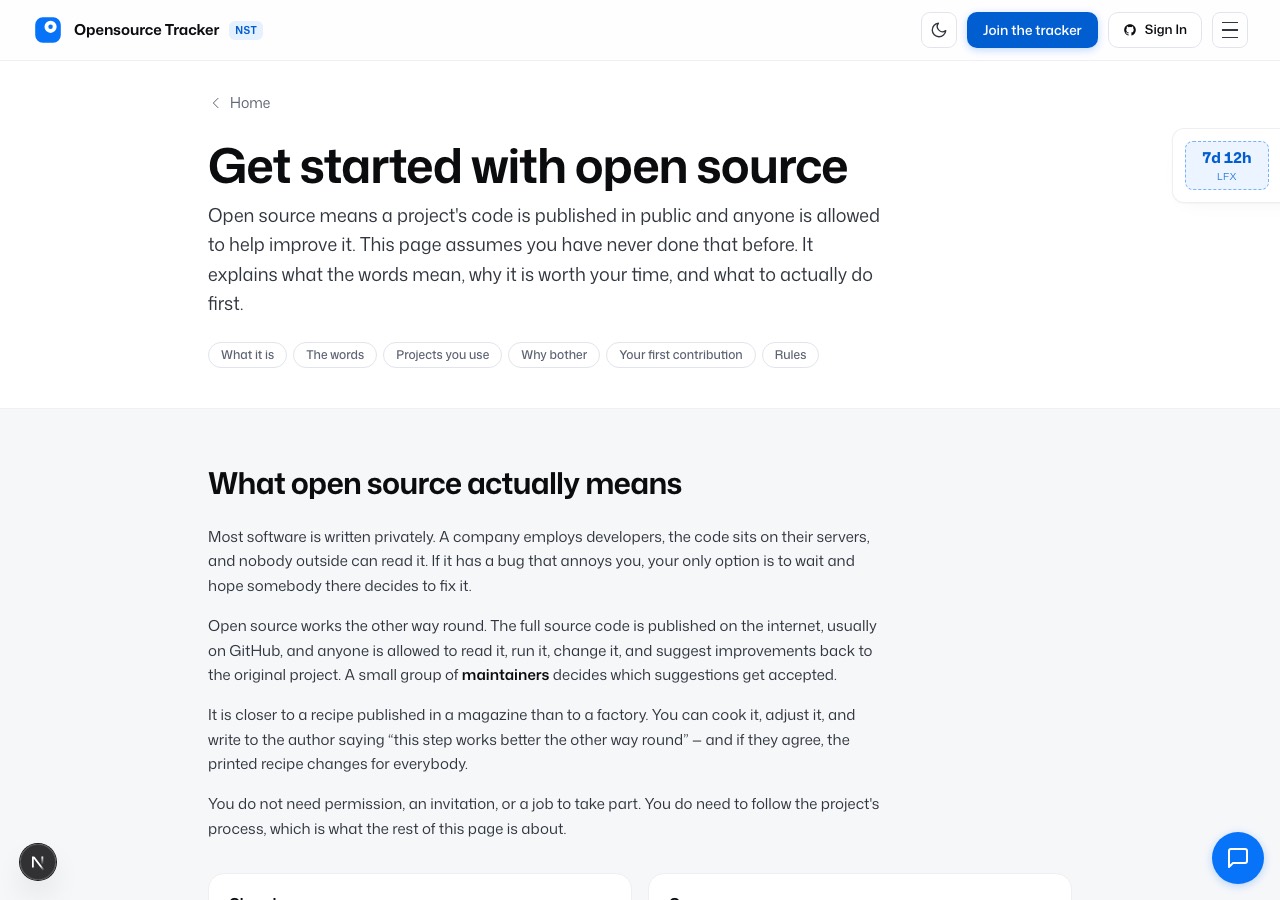 Opensource Tracker NST
Join the tracker
Sign In
Home
7d 12h
LFX
Get started with open source
Open source means a project's code is published in public and anyone is allowed
to help improve it. This page assumes you have never done that before. It
explains what the words mean, why it is worth your time, and what to actually do
first.
What it is
The words
Projects you use
Why bother
Your first contribution
Rules
What open source actually means
Most software is written privately. A company employs developers, the code sits on their servers,
and nobody outside can read it. If it has a bug that annoys you, your only option is to wait and
hope somebody there decides to fix it.
Open source works the other way round. The full source code is published on the internet, usually
on GitHub, and anyone is allowed to read it, run it, change it, and suggest improvements back to
the original project. A small group of maintainers decides which suggestions get accepted.
It is closer to a recipe published in a magazine than to a factory. You can cook it, adjust it, and
write to the author saying “this step works better the other way round” — and if they agree, the
printed recipe changes for everybody.
You do not need permission, an invitation, or a job to take part. You do need to follow the project's
process, which is what the rest of this page is about.
N